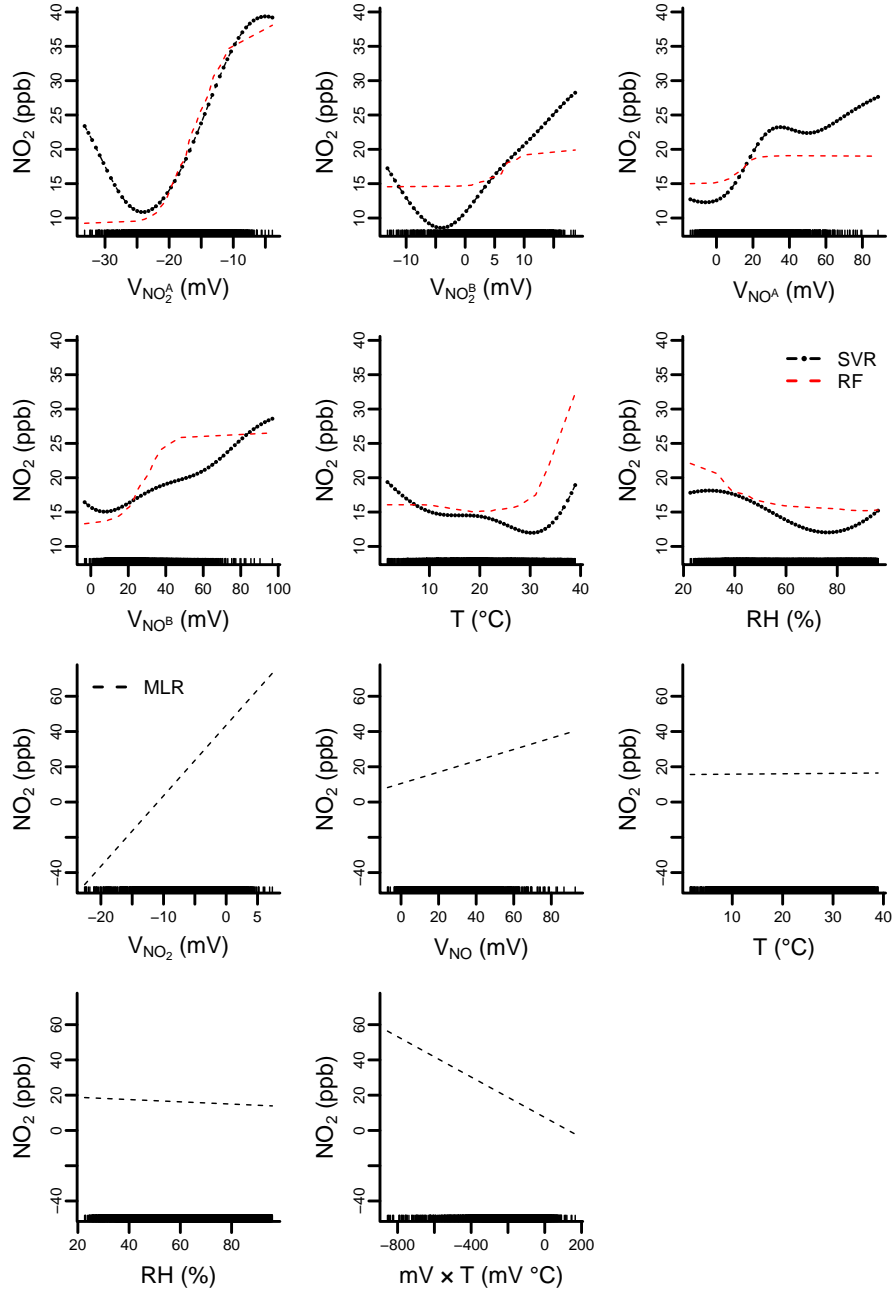 NO₂ (ppb)
10 15 20 25 30 35 40
−30 −20 −10
V_NO₂ᴬ (mV)
NO₂ (ppb)
10 15 20 25 30 35 40
−10 0 5 10
V_NO₂ᴮ (mV)
NO₂ (ppb)
10 15 20 25 30 35 40
0 20 40 60 80
V_NOᴬ (mV)
NO₂ (ppb)
10 15 20 25 30 35 40
0 20 40 60 80 100
V_NOᴮ (mV)
NO₂ (ppb)
10 15 20 25 30 35 40
10 20 30 40
T (°C)
NO₂ (ppb)
10 15 20 25 30 35 40
SVR
RF
20 40 60 80
RH (%)
NO₂ (ppb)
−40 0 20 40 60
MLR
−20 −10 0 5
V_NO₂ (mV)
NO₂ (ppb)
−40 0 20 40 60
0 20 40 60 80
V_NO (mV)
NO₂ (ppb)
−40 0 20 40 60
10 20 30 40
T (°C)
NO₂ (ppb)
−40 0 20 40 60
20 40 60 80
RH (%)
NO₂ (ppb)
−40 0 20 40 60
−800 −400 0 200
mV × T (mV °C)